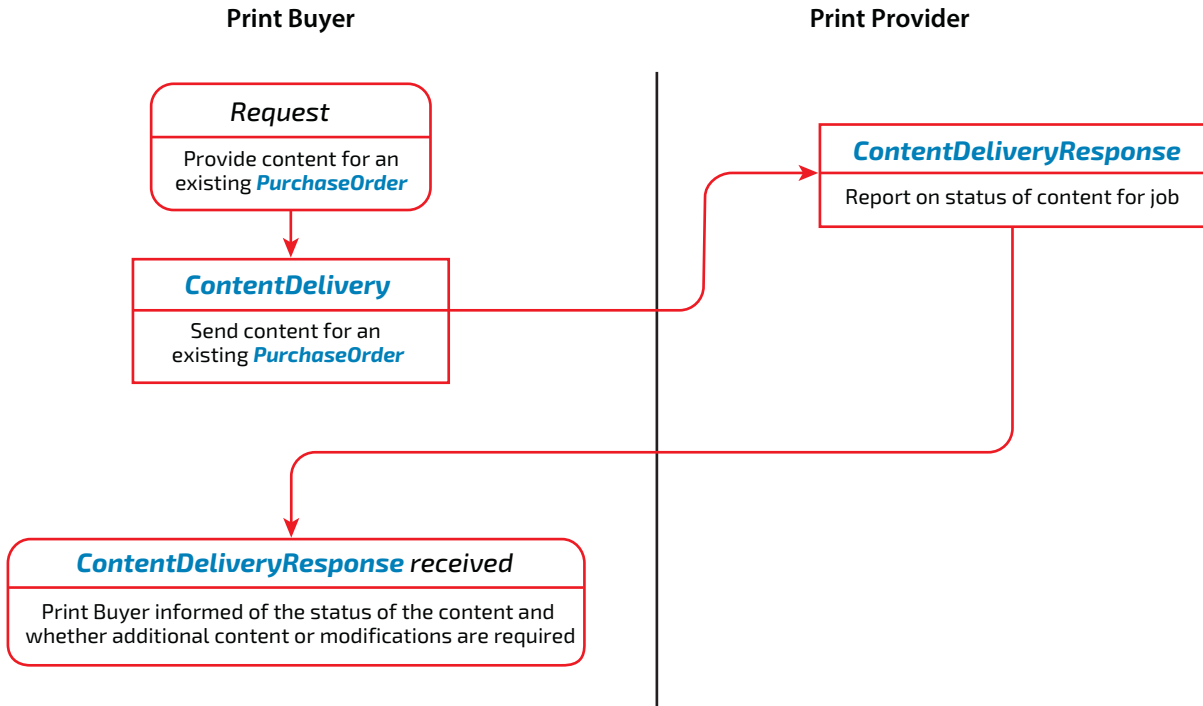 Print Buyer
Print Provider
Request
Provide content for an
existing PurchaseOrder
ContentDelivery
Send content for an
existing PurchaseOrder
ContentDeliveryResponse
Report on status of content for job
ContentDeliveryResponse received
Print Buyer informed of the status of the content and
whether additional content or modifications are required